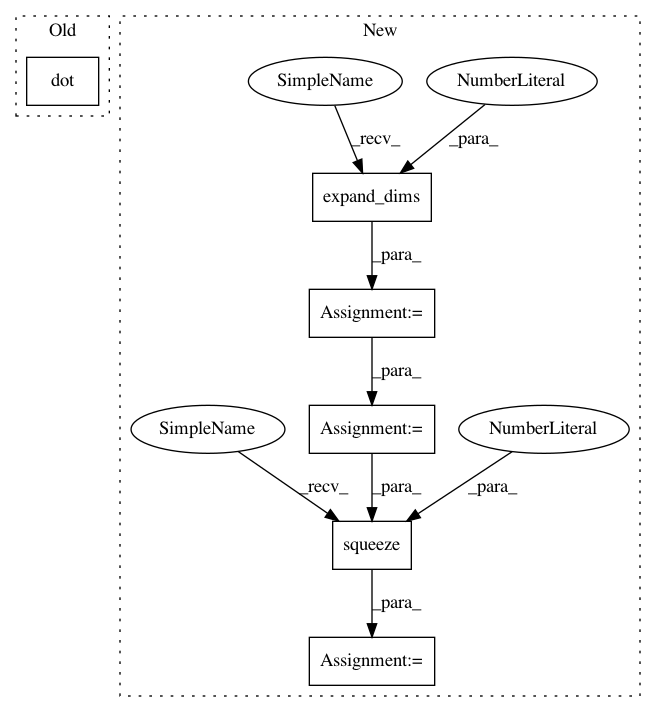 Old
New
dot
SimpleName
NumberLiteral
_recv_
_para_
expand_dims
_para_
Assignment:=
_para_
SimpleName
Assignment:=
NumberLiteral
_recv_
_para_
_para_
squeeze
_para_
Assignment:=